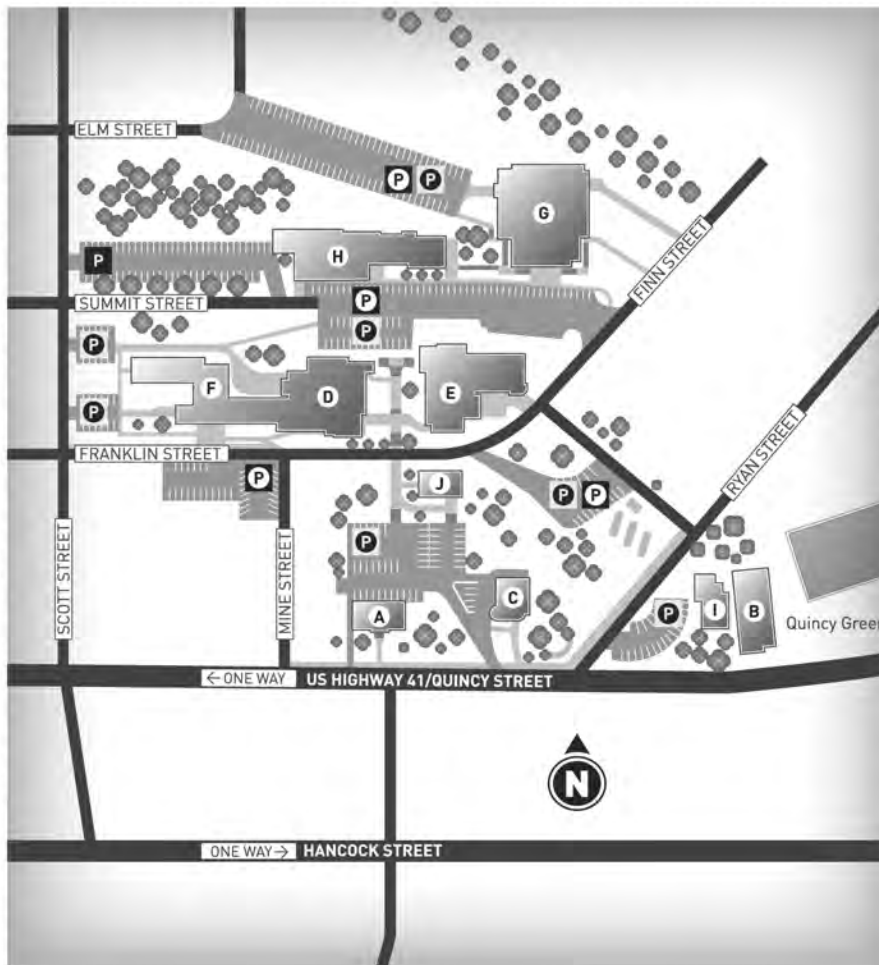 ELM STREET
P
P
G
H
P
FINN STREET
SUMMIT STREET
P
P
P
F
D
E
P
FRANKLIN STREET
P
J
P
P
RYAN STREET
SCOTT STREET
MINE STREET
P
A
C
P
I
B
Quincy Green
← ONE WAY
US HIGHWAY 41/QUINCY STREET
N
ONE WAY →
HANCOCK STREET